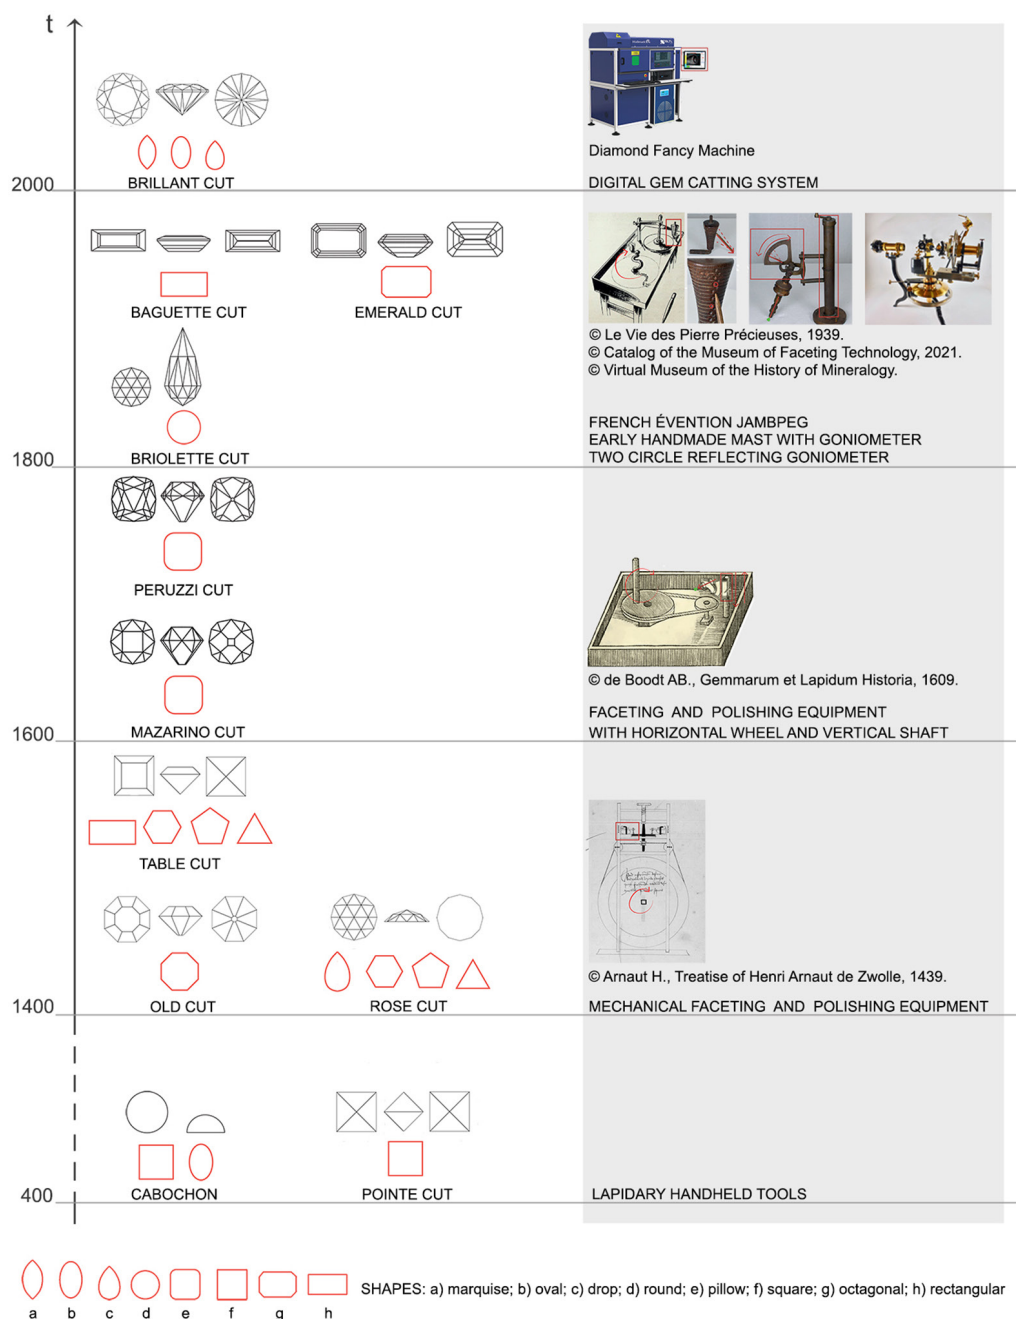 t
BRILLANT CUT
Diamond Fancy Machine
2000
DIGITAL GEM CATTING SYSTEM
BAGUETTE CUT
EMERALD CUT
© Le Vie des Pierre Précieuses, 1939.
© Catalog of the Museum of Faceting Technology, 2021.
© Virtual Museum of the History of Mineralogy.
BRIOLETTE CUT
FRENCH ÉVENTION JAMBPEG
EARLY HANDMADE MAST WITH GONIOMETER
TWO CIRCLE REFLECTING GONIOMETER
1800
PERUZZI CUT
© de Boodt AB., Gemmarum et Lapidum Historia, 1609.
MAZARINO CUT
FACETING AND POLISHING EQUIPMENT
WITH HORIZONTAL WHEEL AND VERTICAL SHAFT
1600
TABLE CUT
OLD CUT
ROSE CUT
© Arnaut H., Treatise of Henri Arnaut de Zwolle, 1439.
MECHANICAL FACETING AND POLISHING EQUIPMENT
1400
CABOCHON
POINTE CUT
LAPIDARY HANDHELD TOOLS
400
SHAPES: a) marquise; b) oval; c) drop; d) round; e) pillow; f) square; g) octagonal; h) rectangular
a b c d e f g h